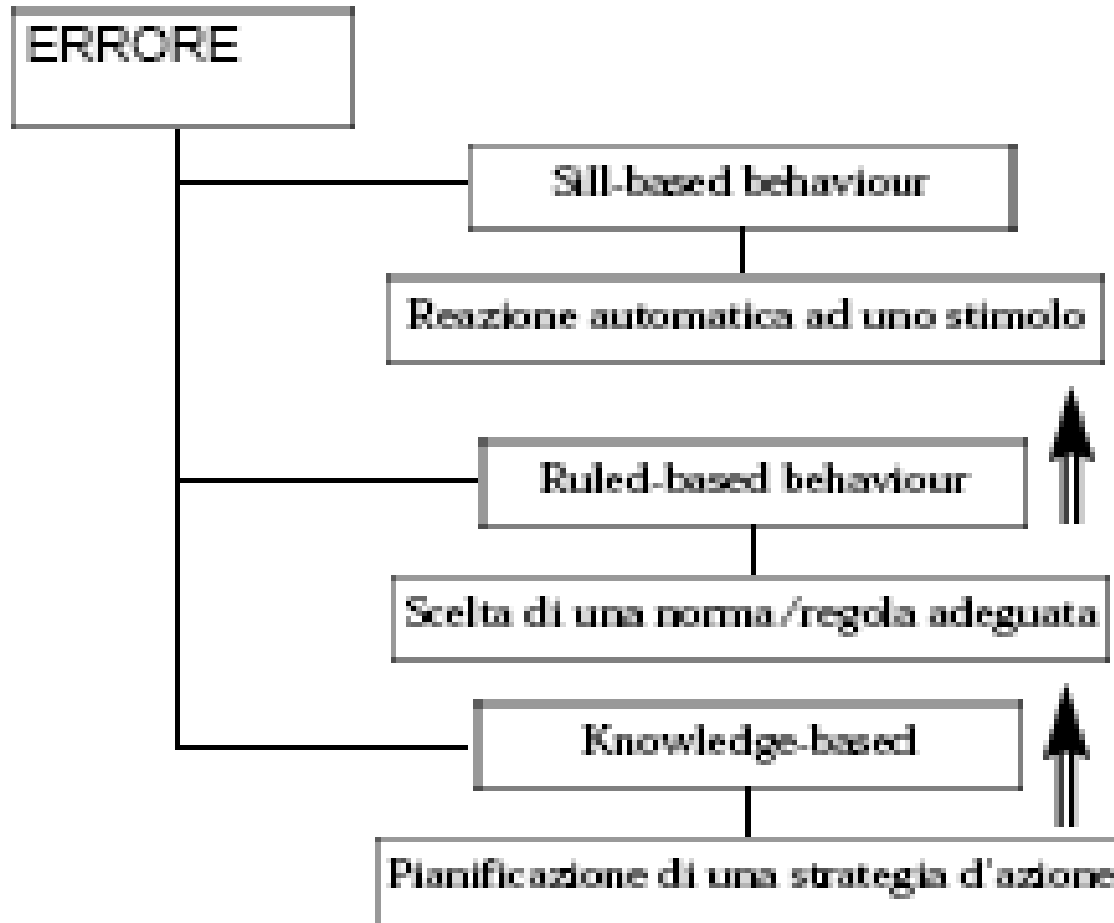 ERRORE
Sill-based behaviour
Reazione automatica ad uno stimolo
Ruled-based behaviour
Scelta di una norma/regola adeguata
Knowledge-based
Pianificazione di una strategia d'azione